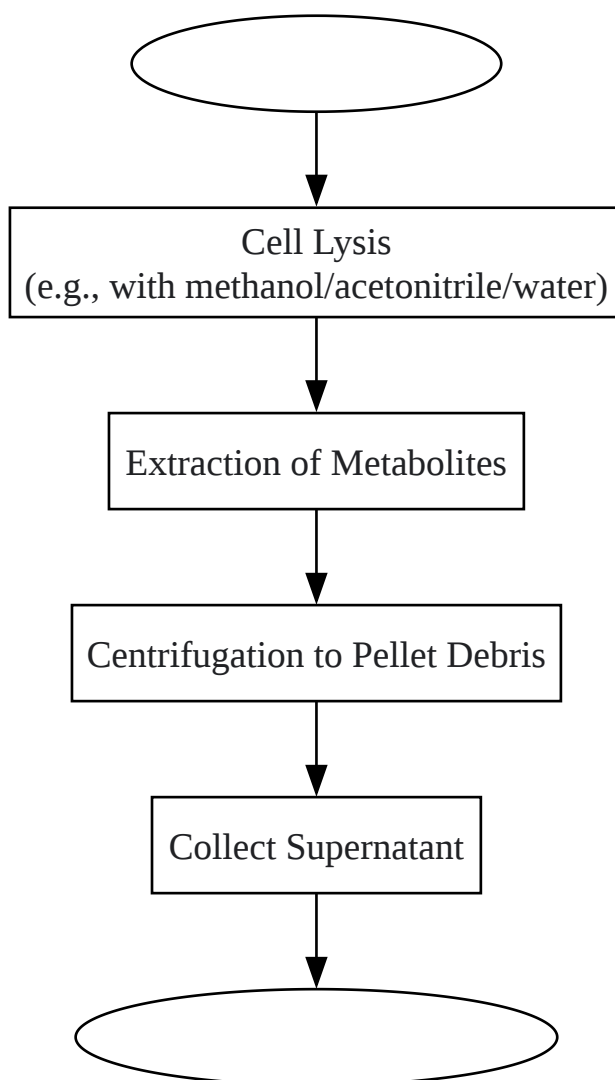 Cell Lysis
(e.g., with methanol/acetonitrile/water)
Extraction of Metabolites
Centrifugation to Pellet Debris
Collect Supernatant